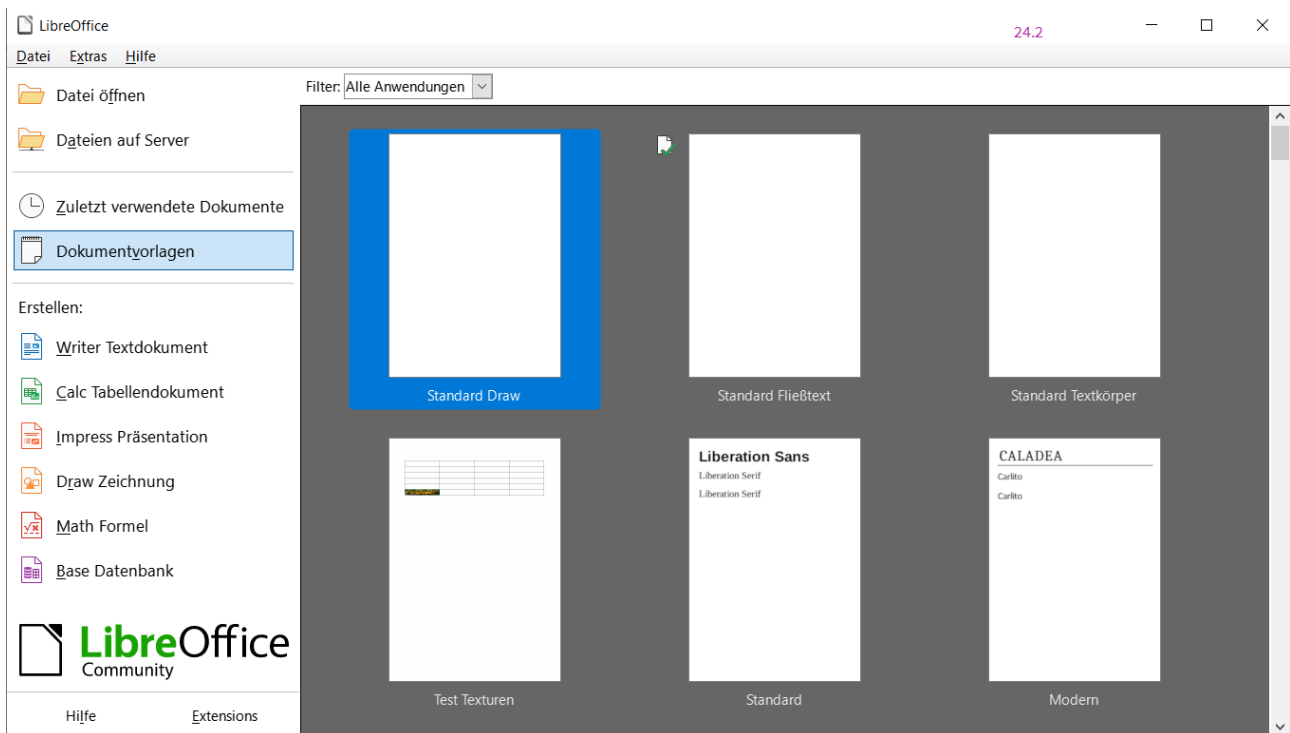 LibreOffice
24.2
Datei Extras Hilfe
Datei öffnen
Dateien auf Server
Zuletzt verwendete Dokumente
Dokumentvorlagen
Erstellen:
Writer Textdokument
Calc Tabellendokument
Impress Präsentation
Draw Zeichnung
Math Formel
Base Datenbank
LibreOffice
Community
Hilfe Extensions
Filter: Alle Anwendungen
Standard Draw
Standard Fließtext
Standard Textkörper
Test Texturen
Liberation Sans
Liberation Serif
Liberation Serif
Standard
CALADEA
Carlito
Carlito
Modern